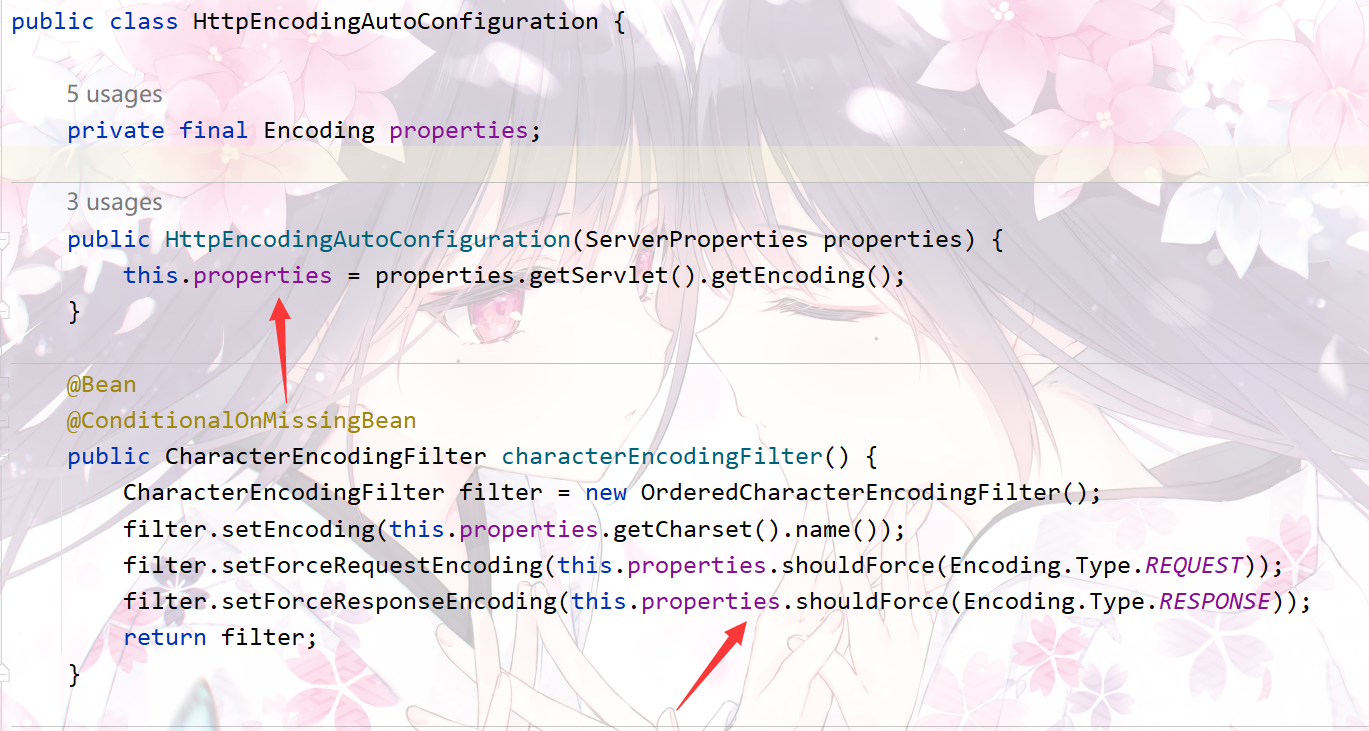 public class HttpEncodingAutoConfiguration {
5 usages
private final Encoding properties;
3 usages
public HttpEncodingAutoConfiguration(ServerProperties properties) {
this.properties = properties.getServlet().getEncoding();
}
@Bean
@ConditionalOnMissingBean
public CharacterEncodingFilter characterEncodingFilter() {
CharacterEncodingFilter filter = new OrderedCharacterEncodingFilter();
filter.setEncoding(this.properties.getCharset().name());
filter.setForceRequestEncoding(this.properties.shouldForce(Encoding.Type.REQUEST));
filter.setForceResponseEncoding(this.properties.shouldForce(Encoding.Type.RESPONSE));
return filter;
}